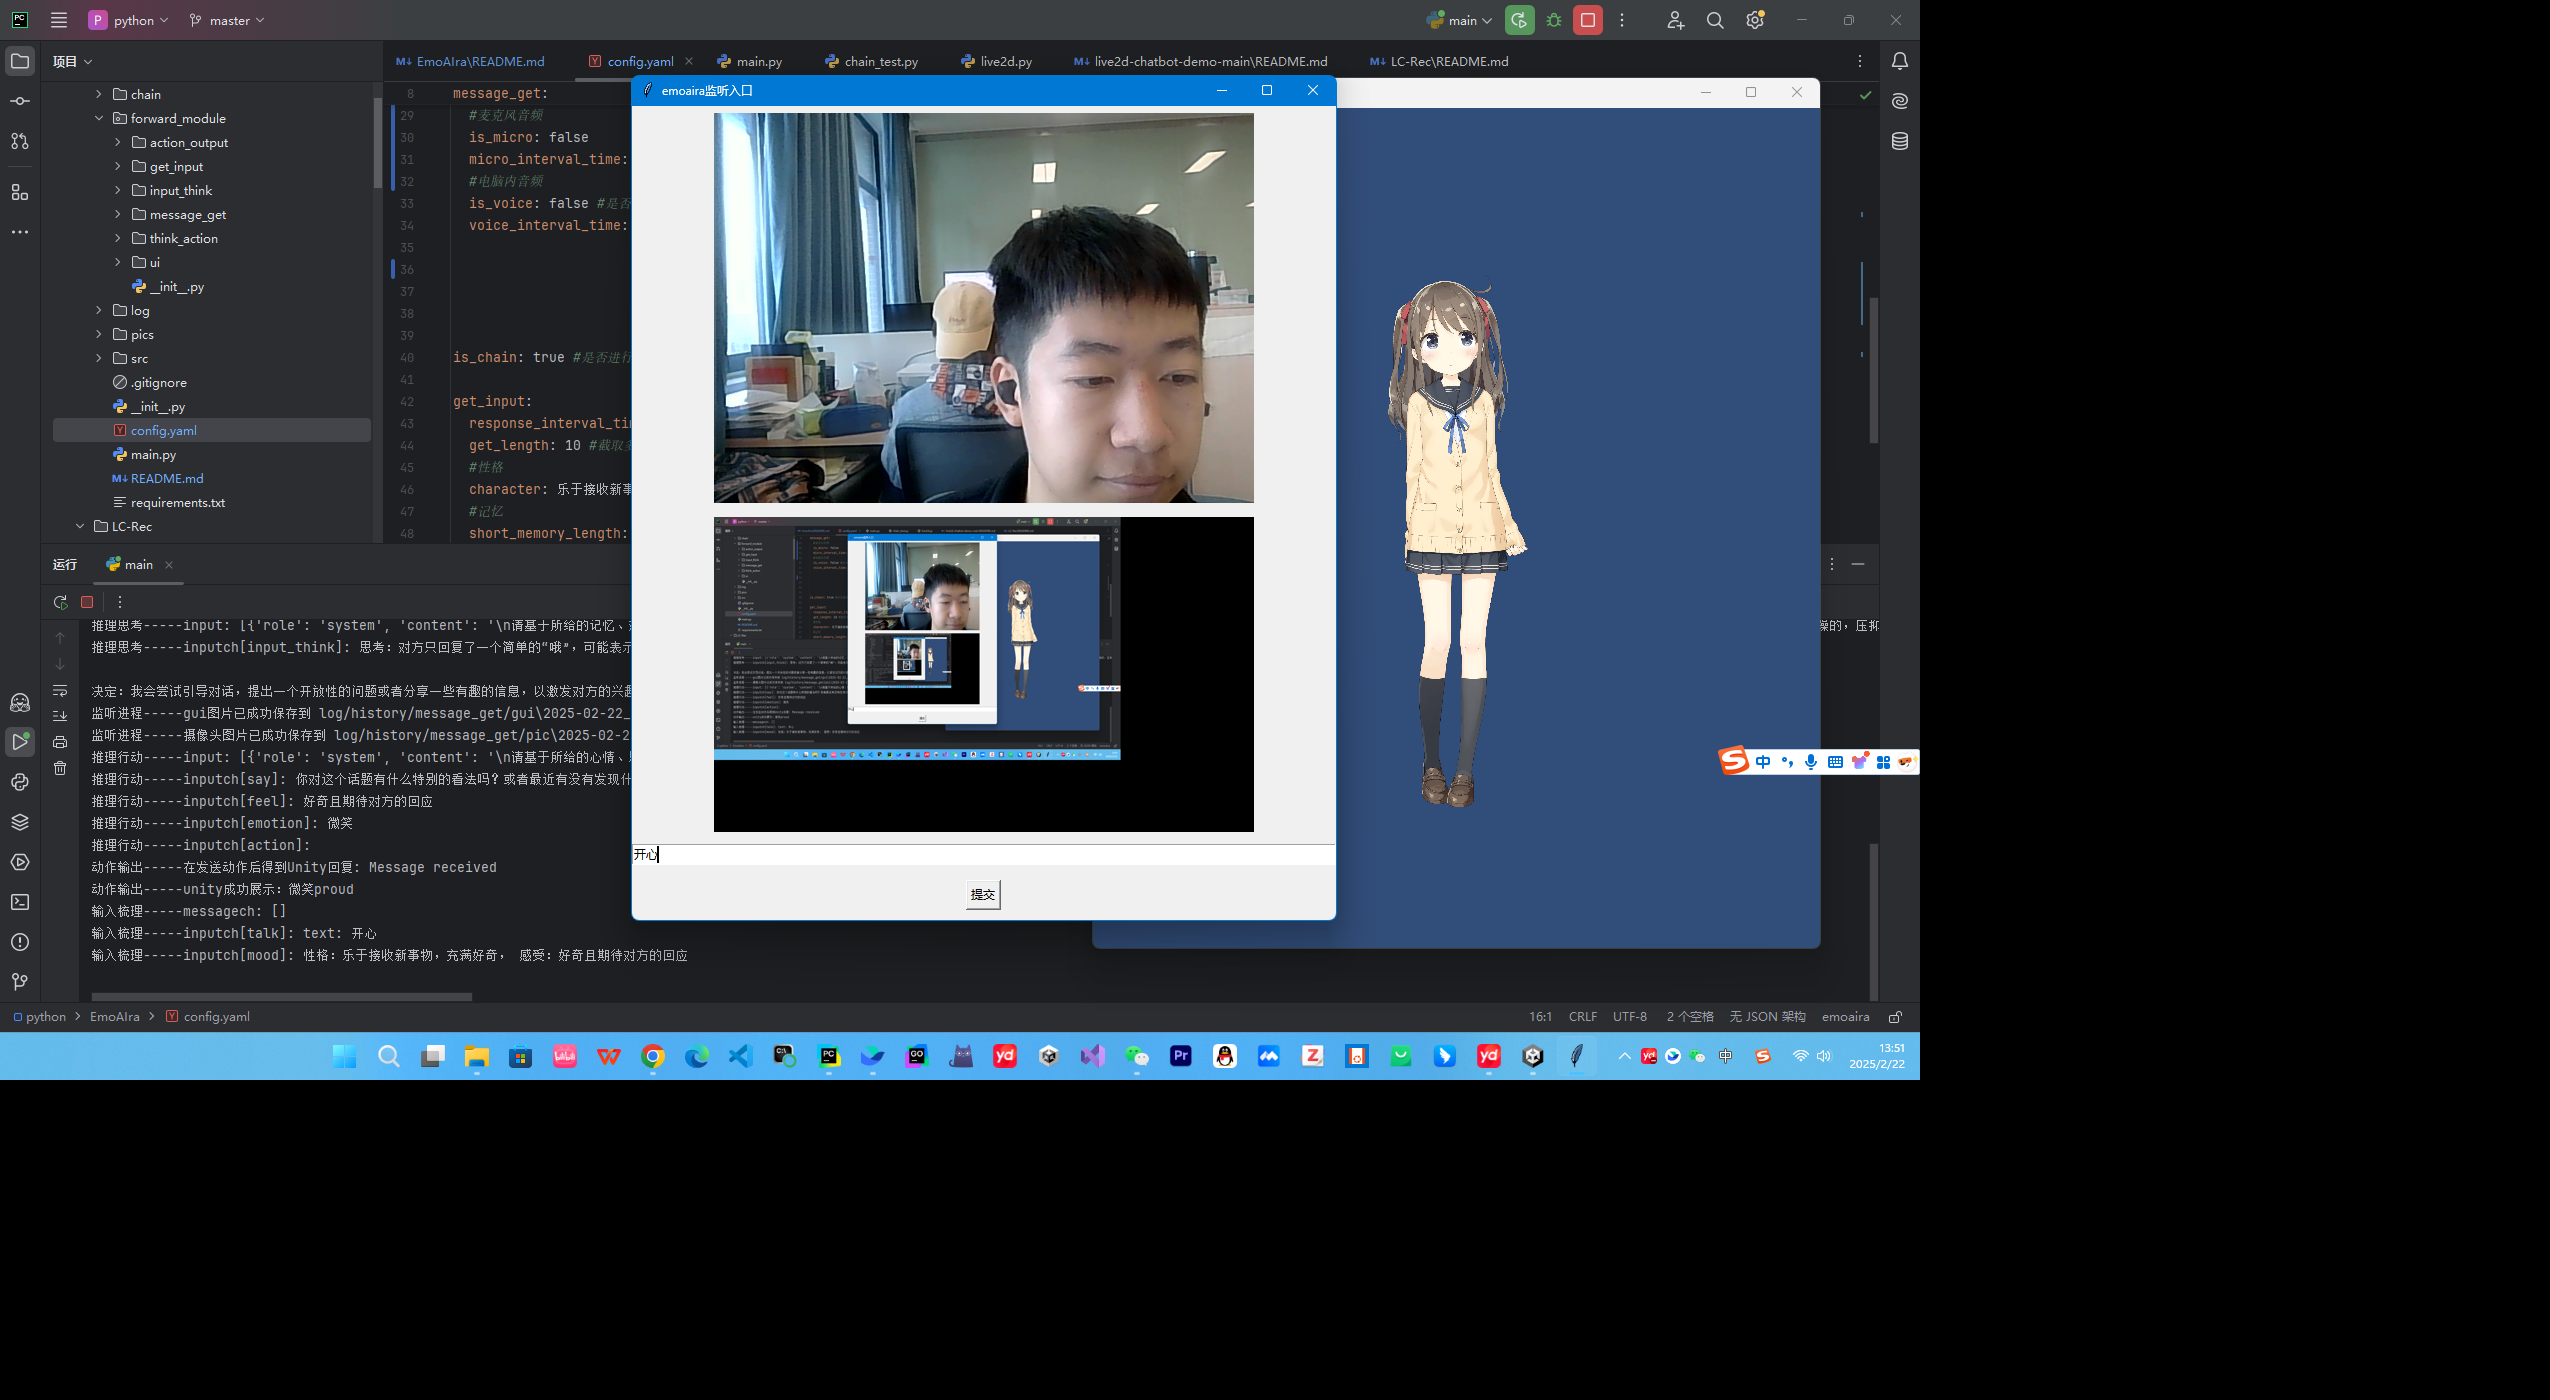 PC
P python
master
main
项目
chain
forward_module
action_output
get_input
input_think
message_get
think_action
ui
__init__.py
log
pics
src
.gitignore
__init__.py
config.yaml
main.py
README.md
requirements.txt
LC-Rec
EmoAIra\README.md
config.yaml
main.py
chain_test.py
live2d.py
live2d-chatbot-demo-main\README.md
LC-Rec\README.md
8 message_get:
29 #麦克风音频
30 is_micro: false
31 micro_interval_time:
32 #电脑内音频
33 is_voice: false #是否
34 voice_interval_time:
35
36
37
38
39
40 is_chain: true #是否进行
41
42 get_input:
43 response_interval_tim
44 get_length: 10 #截取多
45 #性格
46 character: 乐于接收新事
47 #记忆
48 short_memory_length:
emoaira监听入口
开心
提交
运行
main
推理思考-----input: [{'role': 'system', 'content': '\n请基于所给的记忆、
躁的，压抑
推理思考-----inputch[input_think]: 思考：对方只回复了一个简单的“哦”，可能表示
决定：我会尝试引导对话，提出一个开放性的问题或者分享一些有趣的信息，以激发对方的兴趣
监听进程-----gui图片已成功保存到 log/history/message_get/gui\2025-02-22_
监听进程-----摄像头图片已成功保存到 log/history/message_get/pic\2025-02-2
推理行动-----input: [{'role': 'system', 'content': '\n请基于所给的心情、
推理行动-----inputch[say]: 你对这个话题有什么特别的看法吗？或者最近有没有发现什
推理行动-----inputch[feel]: 好奇且期待对方的回应
推理行动-----inputch[emotion]: 微笑
推理行动-----inputch[action]:
动作输出-----在发送动作后得到Unity回复: Message received
动作输出-----unity成功展示：微笑proud
输入梳理-----messagech: []
输入梳理-----inputch[talk]: text: 开心
输入梳理-----inputch[mood]: 性格：乐于接收新事物，充满好奇， 感受：好奇且期待对方的回应
中
python > EmoAIra > config.yaml
16:1 CRLF UTF-8 2 个空格 无 JSON 架构 emoaira
13:51
2025/2/22